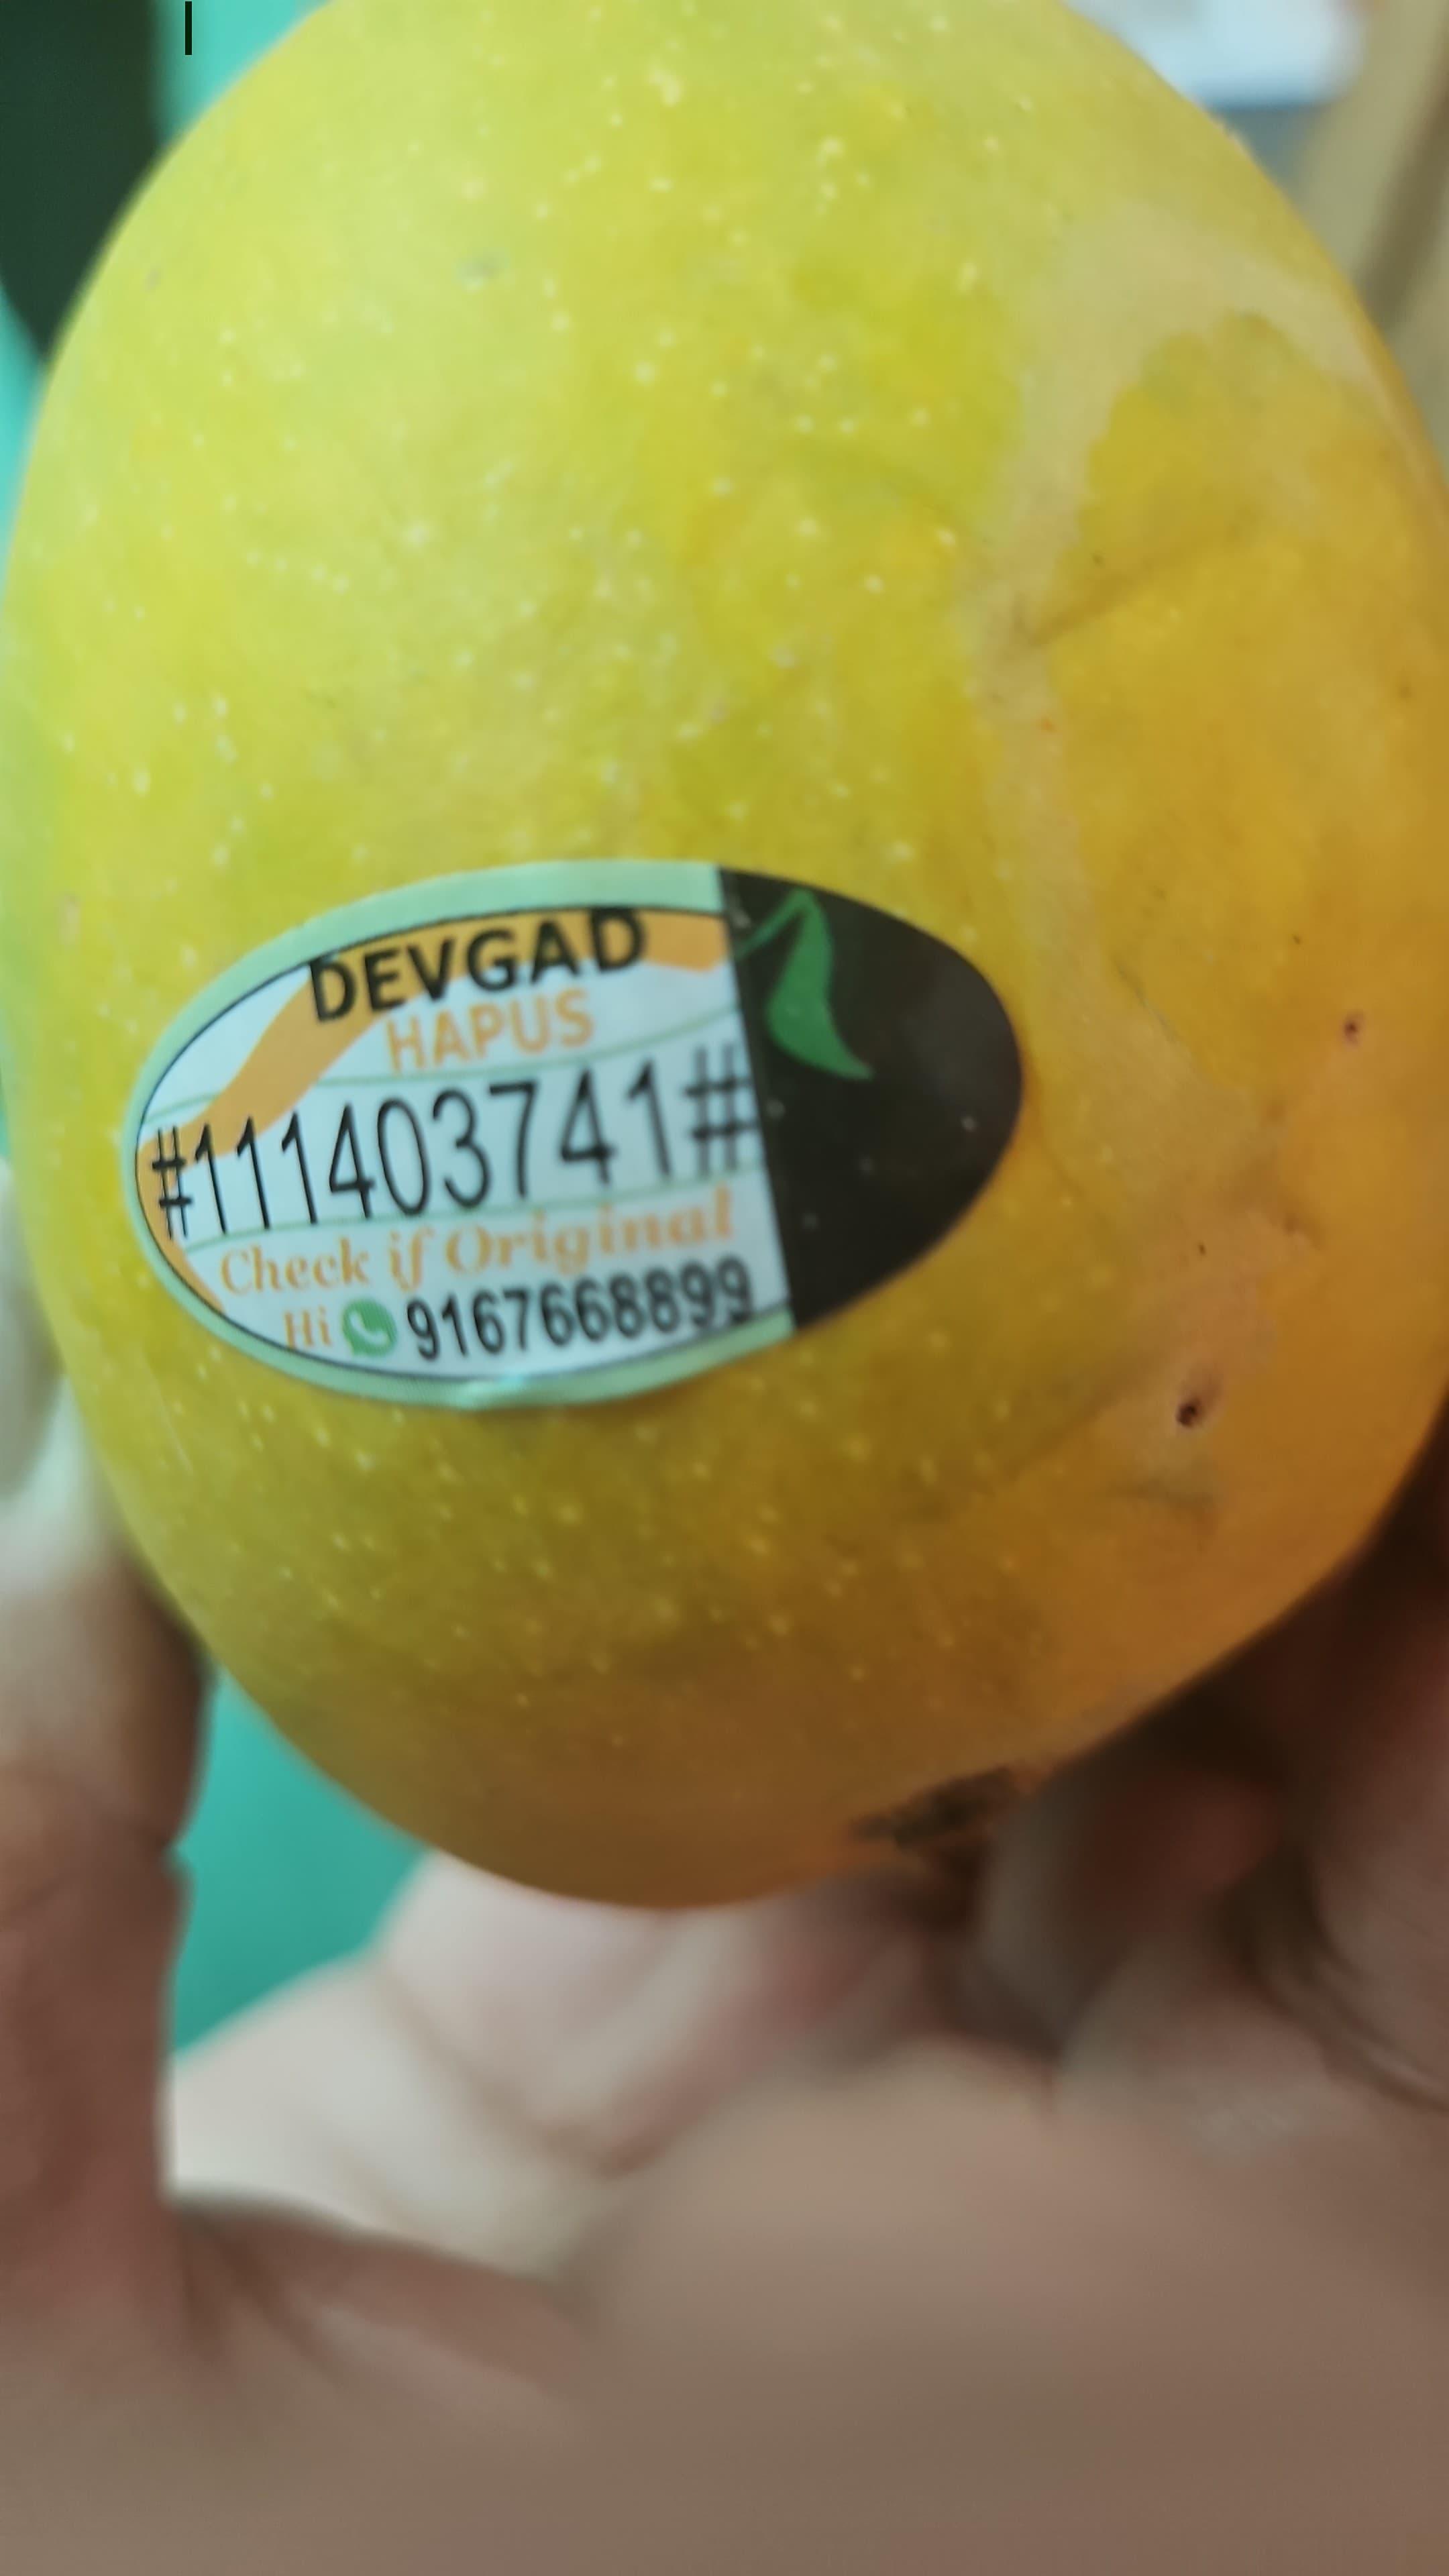 DEVGAD
HAPUS
#111403741#
Check if Original
Hi 9167668899